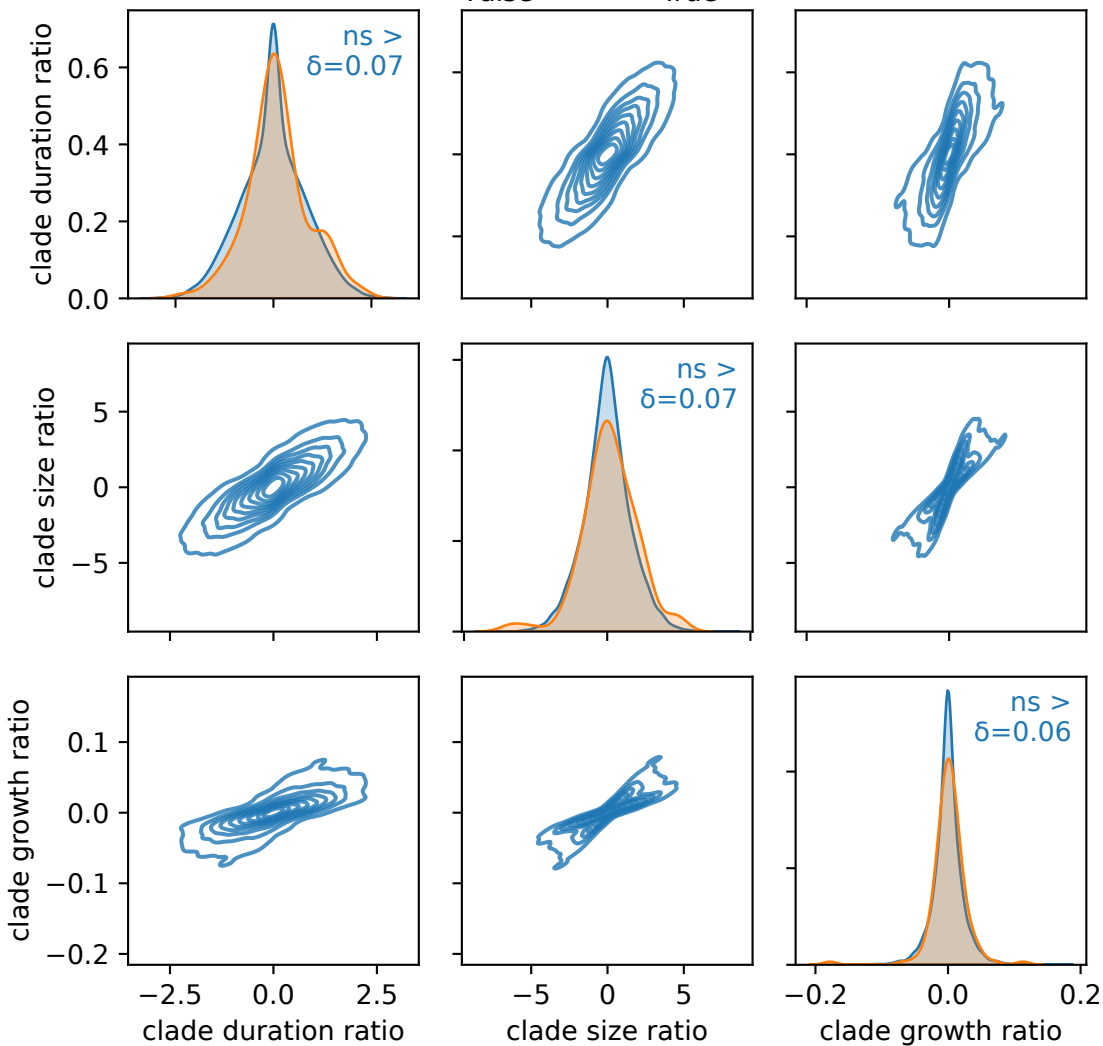 clade duration ratio
0.6
0.4
0.2
0.0
ns >
δ=0.07
clade size ratio
5
0
−5
ns >
δ=0.07
clade growth ratio
0.1
0.0
−0.1
−0.2
ns >
δ=0.06
−2.5 0.0 2.5
−5 0 5
−0.2 0.0 0.2
clade duration ratio
clade size ratio
clade growth ratio